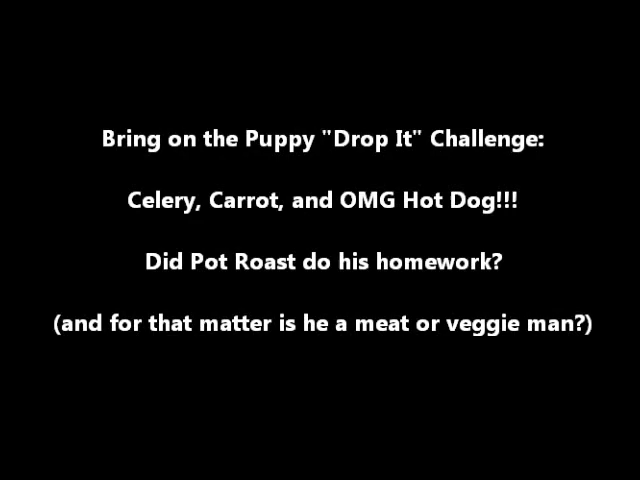 Bring on the Puppy "Drop It" Challenge:
Celery, Carrot, and OMG Hot Dog!!!
Did Pot Roast do his homework?
(and for that matter is he a meat or veggie man?)